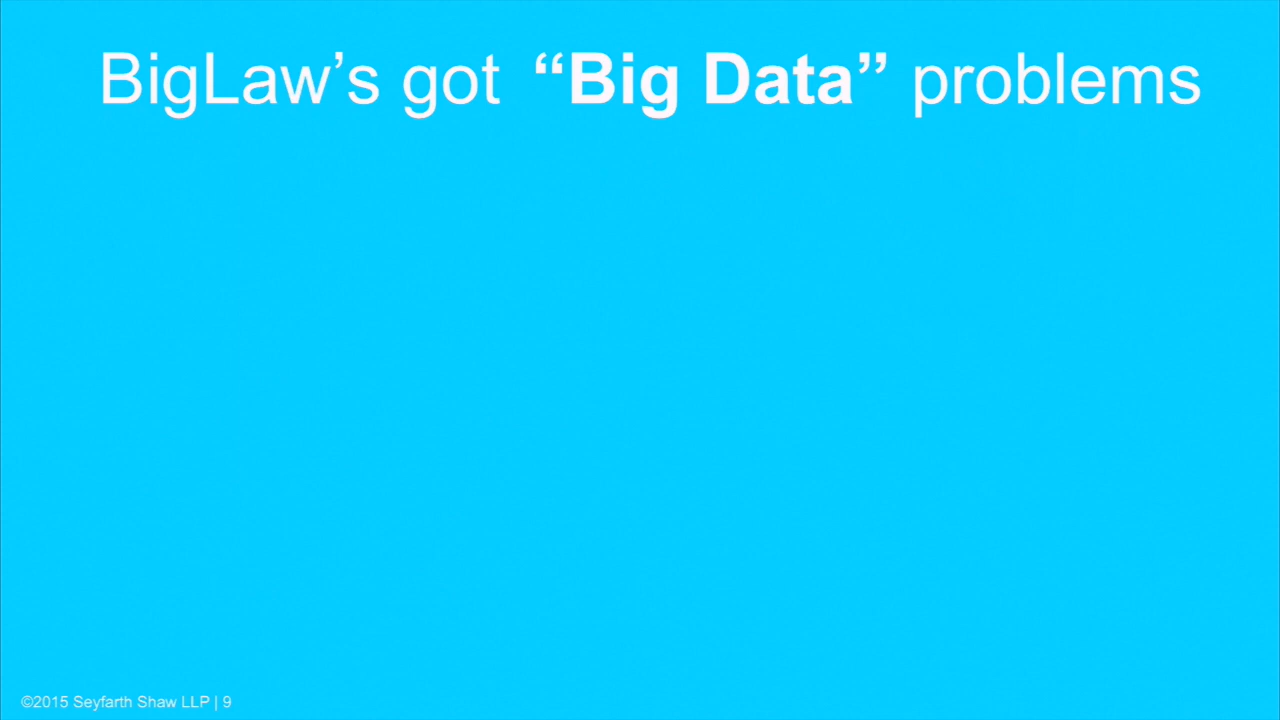 BigLaw’s got “Big Data” problems
©2015 Seyfarth Shaw LLP | 9